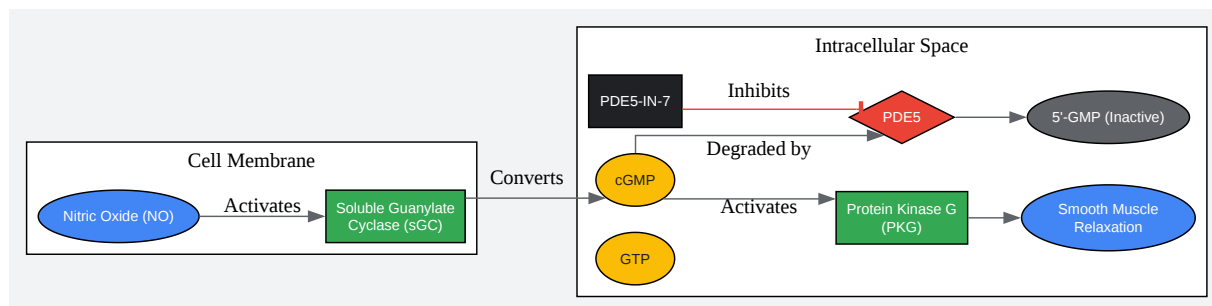 Cell Membrane
Nitric Oxide (NO)
Activates
Soluble Guanylate
Cyclase (sGC)
Converts
Intracellular Space
PDE5-IN-7
Inhibits
PDE5
5'-GMP (Inactive)
Degraded by
cGMP
Activates
Protein Kinase G
(PKG)
Smooth Muscle
Relaxation
GTP